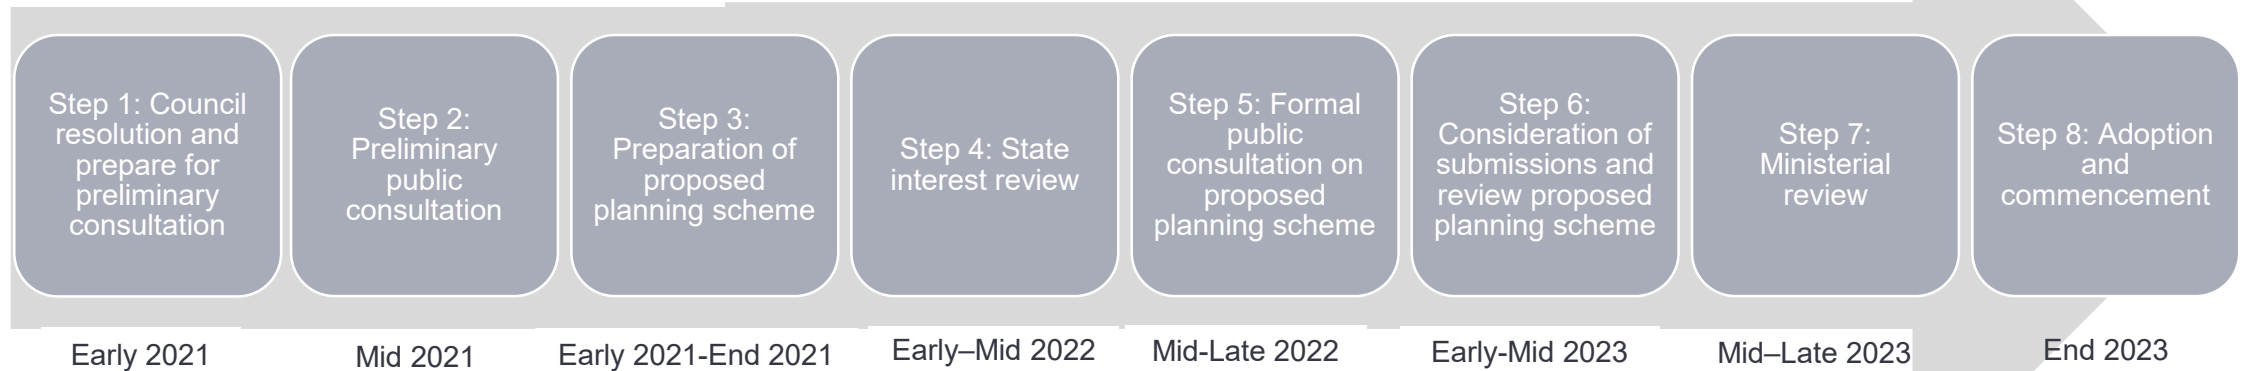 Step 1: Council
resolution and
prepare for
preliminary
consultation
Step 2:
Preliminary
public
consultation
Step 3:
Preparation of
proposed
planning scheme
Step 4: State
interest review
Step 5: Formal
public
consultation on
proposed
planning scheme
Step 6:
Consideration of
submissions and
review proposed
planning scheme
Step 7:
Ministerial
review
Step 8: Adoption
and
commencement
Early 2021
Mid 2021
Early 2021-End 2021
Early–Mid 2022
Mid-Late 2022
Early-Mid 2023
Mid–Late 2023
End 2023